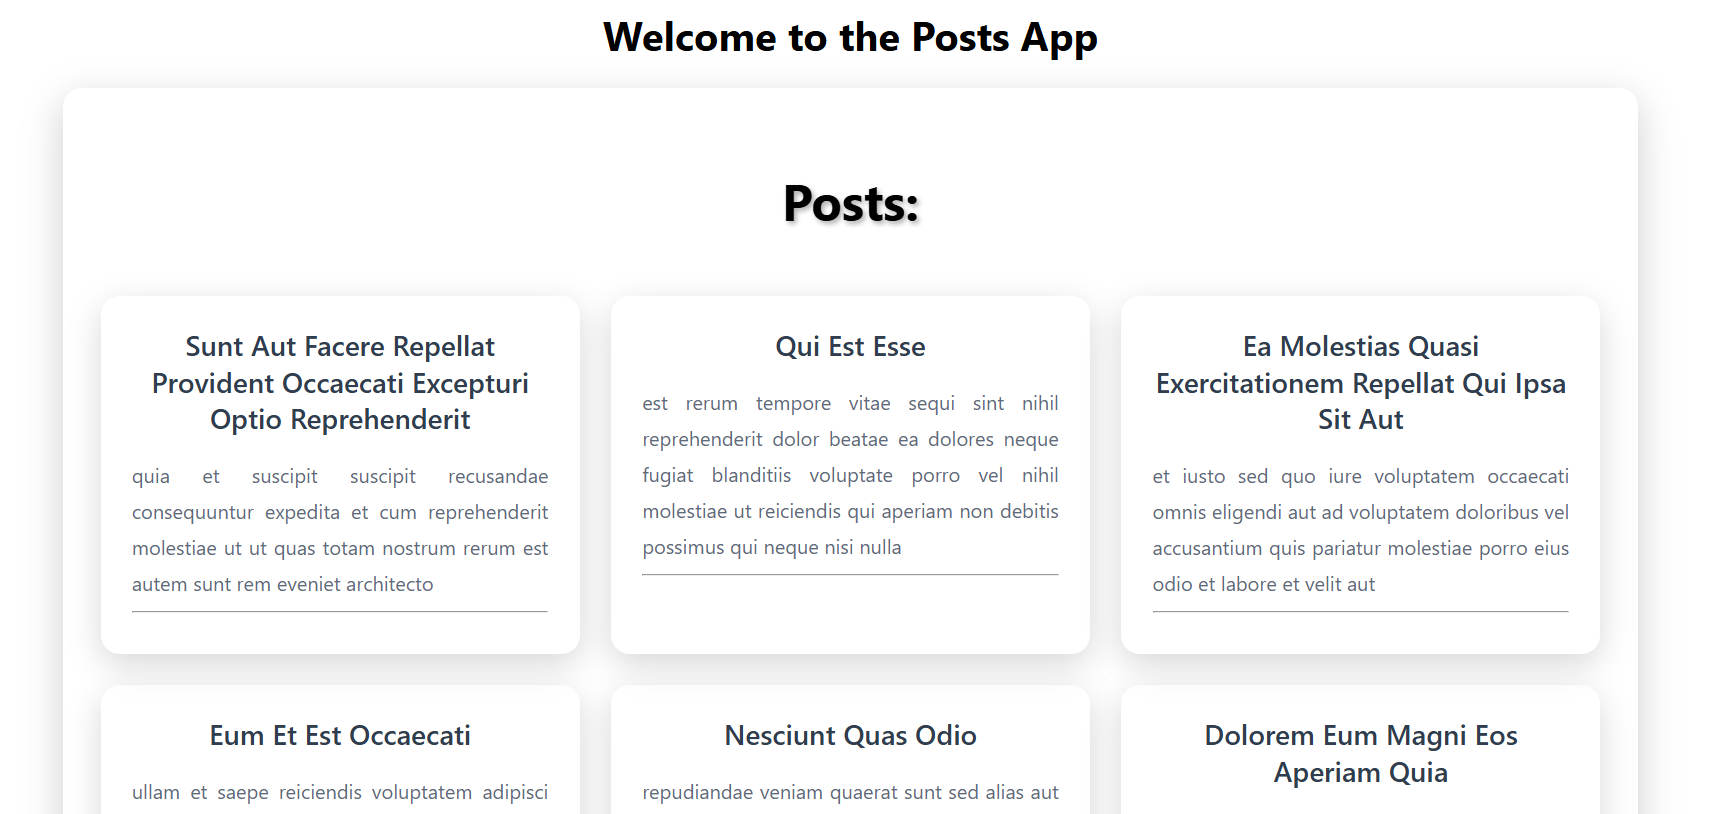 Welcome to the Posts App
Posts:
Sunt Aut Facere Repellat
Provident Occaecati Excepturi
Optio Reprehenderit
quia et suscipit suscipit recusandae
consequuntur expedita et cum reprehenderit
molestiae ut ut quas totam nostrum rerum est
autem sunt rem eveniet architecto
Qui Est Esse
est rerum tempore vitae sequi sint nihil
reprehenderit dolor beatae ea dolores neque
fugiat blanditiis voluptate porro vel nihil
molestiae ut reiciendis qui aperiam non debitis
possimus qui neque nisi nulla
Ea Molestias Quasi
Exercitationem Repellat Qui Ipsa
Sit Aut
et iusto sed quo iure voluptatem occaecati
omnis eligendi aut ad voluptatem doloribus vel
accusantium quis pariatur molestiae porro eius
odio et labore et velit aut
Eum Et Est Occaecati
ullam et saepe reiciendis voluptatem adipisci
Nesciunt Quas Odio
repudiandae veniam quaerat sunt sed alias aut
Dolorem Eum Magni Eos
Aperiam Quia